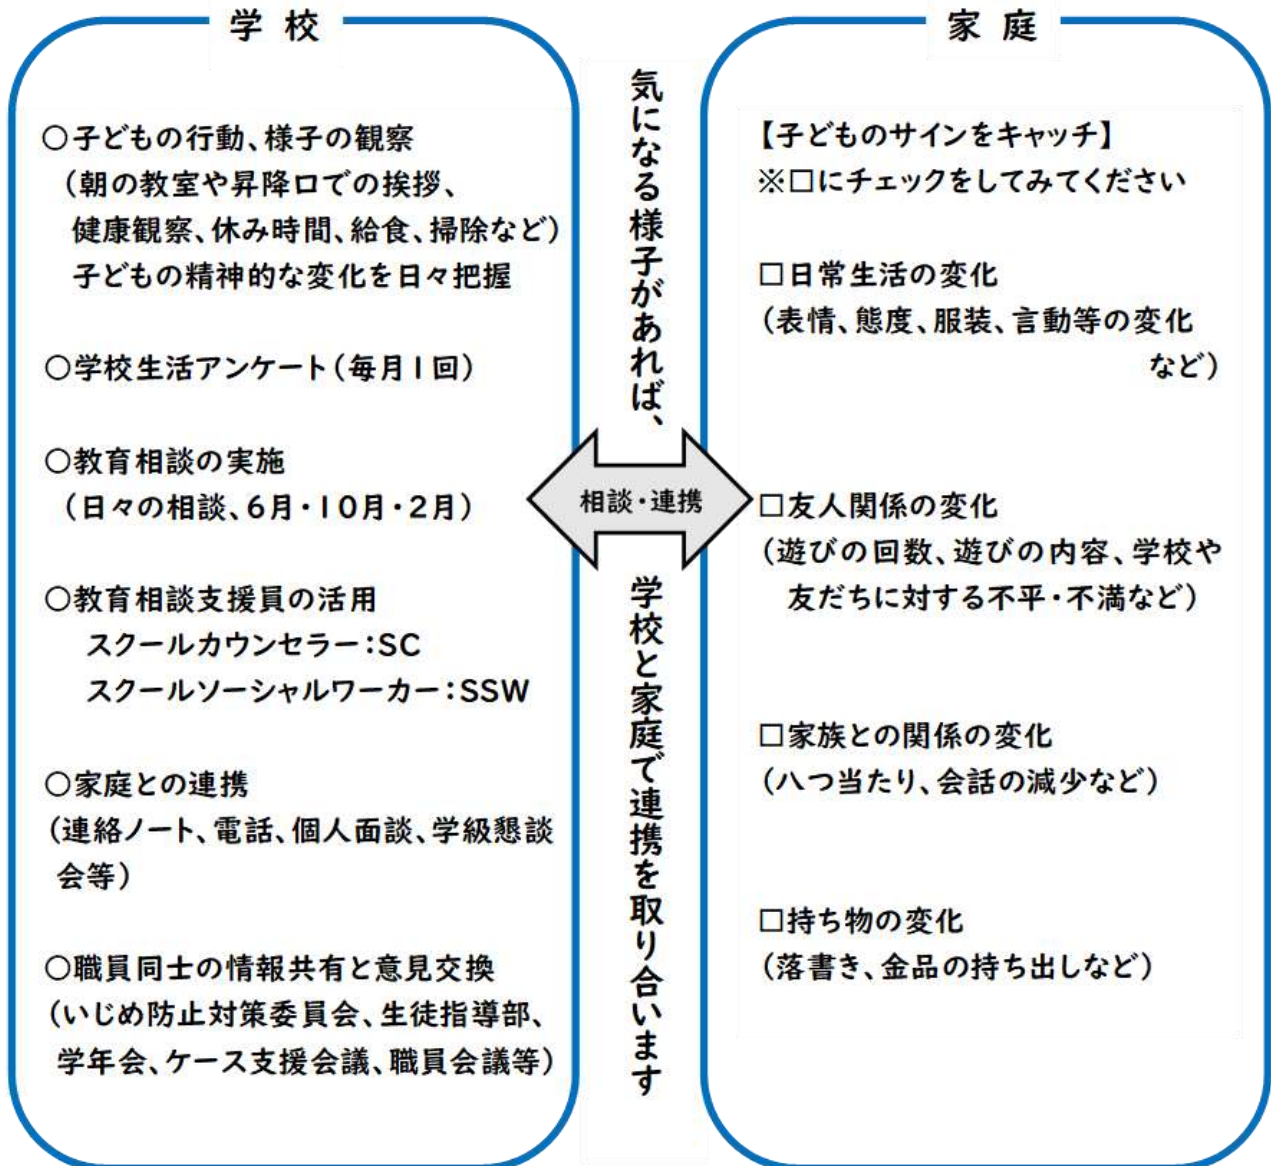 学校
○子どもの行動、様子の観察
（朝の教室や昇降口での挨拶、
健康観察、休み時間、給食、掃除など）
子どもの精神的な変化を日々把握
○学校生活アンケート（毎月1回）
○教育相談の実施
（日々の相談、6月・10月・2月）
○教育相談支援員の活用
スクールカウンセラー：SC
スクールソーシャルワーカー：SSW
○家庭との連携
（連絡ノート、電話、個人面談、学級懇談
会等）
○職員同士の情報共有と意見交換
（いじめ防止対策委員会、生徒指導部、
学年会、ケース支援会議、職員会議等）
気になる様子があれば、
相談・連携
学校と家庭で連携を取り合います
家庭
【子どものサインをキャッチ】
※□にチェックをしてみてください
□日常生活の変化
（表情、態度、服装、言動等の変化
など）
□友人関係の変化
（遊びの回数、遊びの内容、学校や
友だちに対する不平・不満など）
□家族との関係の変化
（八つ当たり、会話の減少など）
□持ち物の変化
（落書き、金品の持ち出しなど）